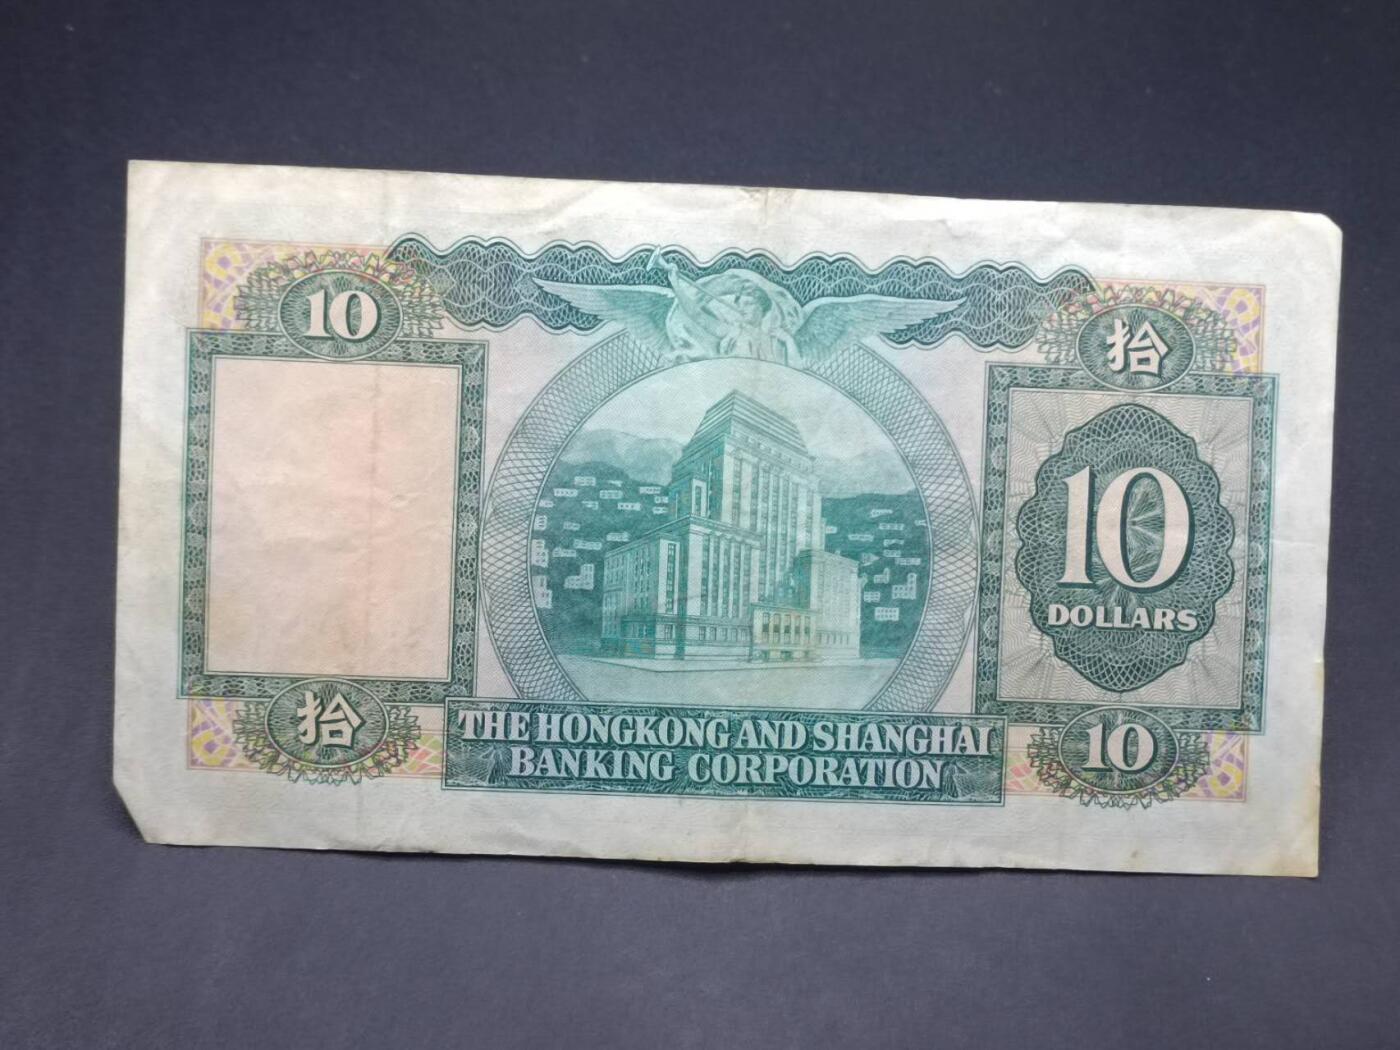 10
拾
10
DOLLARS
拾
10
THE HONGKONG AND SHANGHAI
BANKING CORPORATION